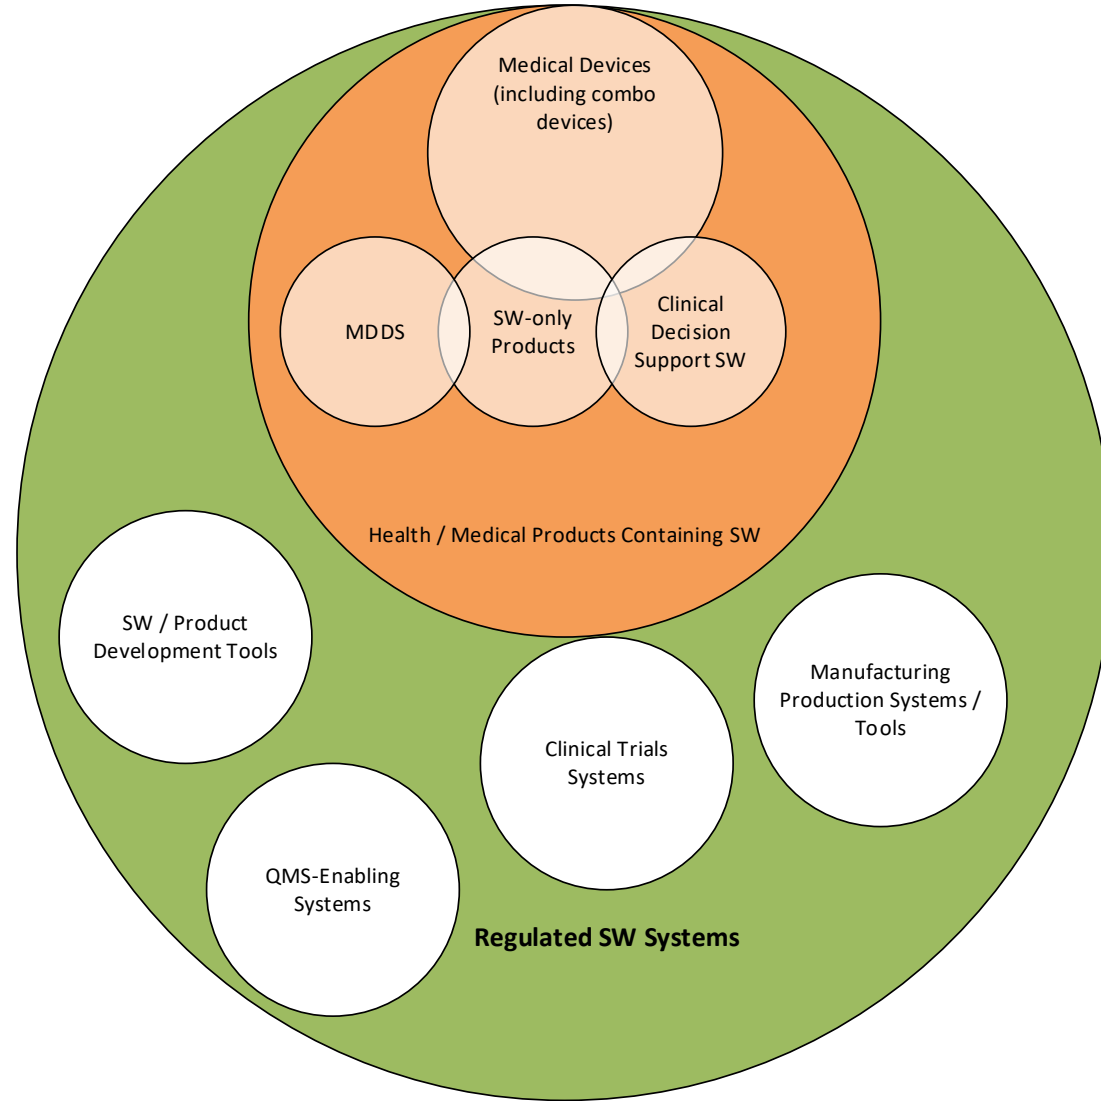 Medical Devices
(including combo
devices)
MDDS
SW-only
Products
Clinical
Decision
Support SW
Health / Medical Products Containing SW
SW / Product
Development Tools
Manufacturing
Production Systems /
Tools
Clinical Trials
Systems
QMS-Enabling
Systems
Regulated SW Systems